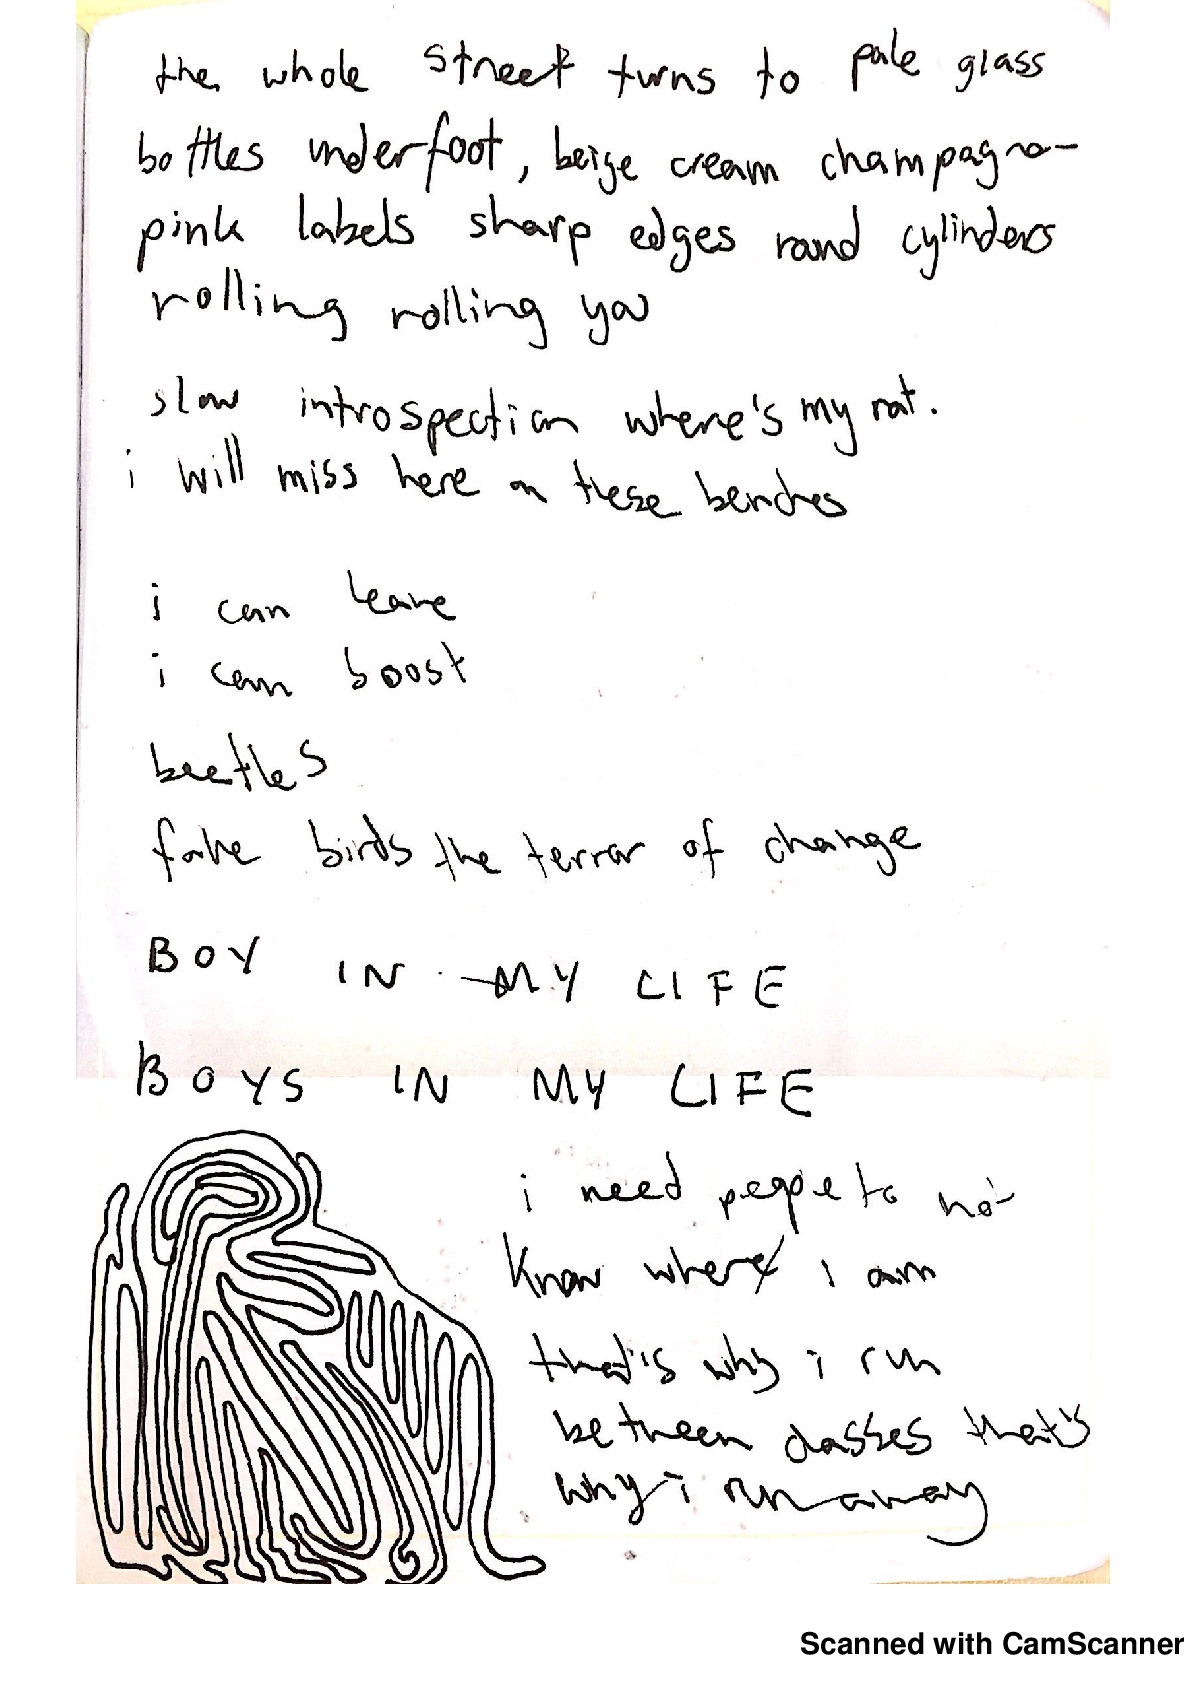 the whole street turns to pale glass
bottles underfoot, beige cream champagne
pink labels sharp edges round cylinders
rolling rolling you
slow introspection where's my rat.
i will miss here on these benches
i can leave
i can boost
beetles
fake birds the terror of change
BOY IN MY LIFE
BOYS IN MY LIFE
i need people to not
know where i am
that's why i run
between classes that's
why i run away
Scanned with CamScanner